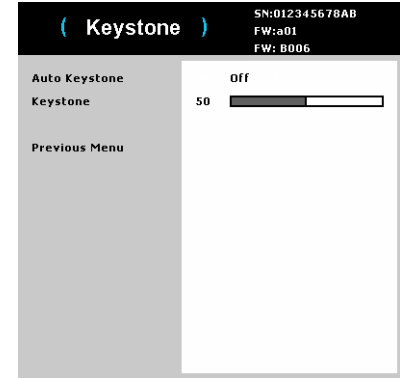 ( Keystone )
SN:012345678AB
FW:a01
FW: B006
Auto Keystone Off
Keystone 50
Previous Menu